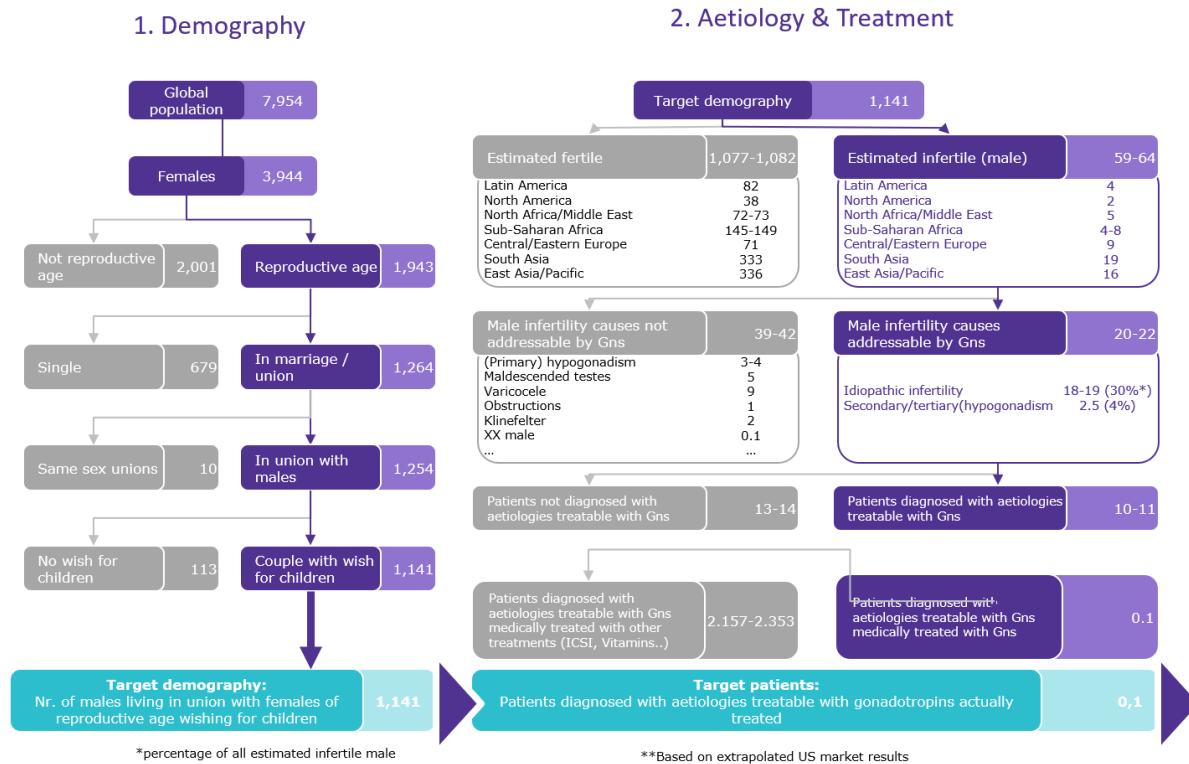 1. Demography
2. Aetiology & Treatment
Global
population
7,954
Females
3,944
Not reproductive
age
2,001
Reproductive age
1,943
Single
679
In marriage /
union
1,264
Same sex unions
10
In union with
males
1,254
No wish for
children
113
Couple with wish
for children
1,141
Target demography:
Nr. of males living in union with females of
reproductive age wishing for children
1,141
*percentage of all estimated infertile male
Target demography
1,141
Estimated fertile
1,077-1,082
Latin America 82
North America 38
North Africa/Middle East 72-73
Sub-Saharan Africa 145-149
Central/Eastern Europe 71
South Asia 333
East Asia/Pacific 336
Estimated infertile (male)
59-64
Latin America 4
North America 2
North Africa/Middle East 5
Sub-Saharan Africa 4-8
Central/Eastern Europe 9
South Asia 19
East Asia/Pacific 16
Male infertility causes not
addressable by Gns
39-42
(Primary) hypogonadism 3-4
Maldescended testes 5
Varicocele 9
Obstructions 1
Klinefelter 2
XX male 0.1
... ...
Male infertility causes
addressable by Gns
20-22
Idiopathic infertility 18-19 (30%*)
Secondary/tertiary(hypogonadism 2.5 (4%)
Patients not diagnosed with
aetiologies treatable with Gns
13-14
Patients diagnosed with aetiologies
treatable with Gns
10-11
Patients diagnosed with
aetiologies treatable with Gns
medically treated with other
treatments (ICSI, Vitamins..)
2.157-2.353
Patients diagnosed with
aetiologies treatable with Gns
medically treated with Gns
0.1
Target patients:
Patients diagnosed with aetiologies treatable with gonadotropins actually
treated
0,1
**Based on extrapolated US market results